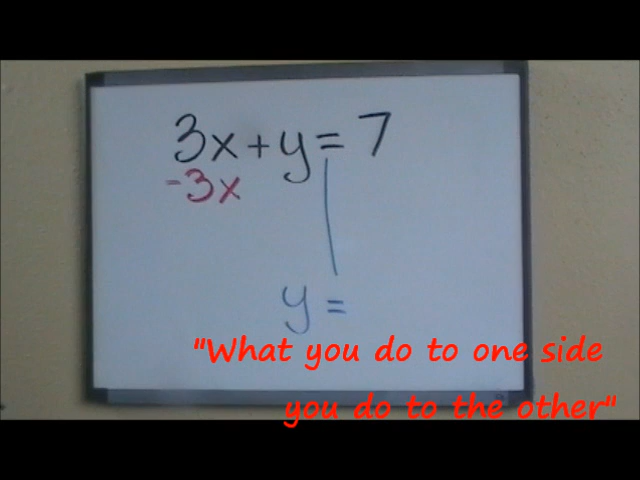 3x+y=7
-3x
y=
"What you do to one side
you do to the other"